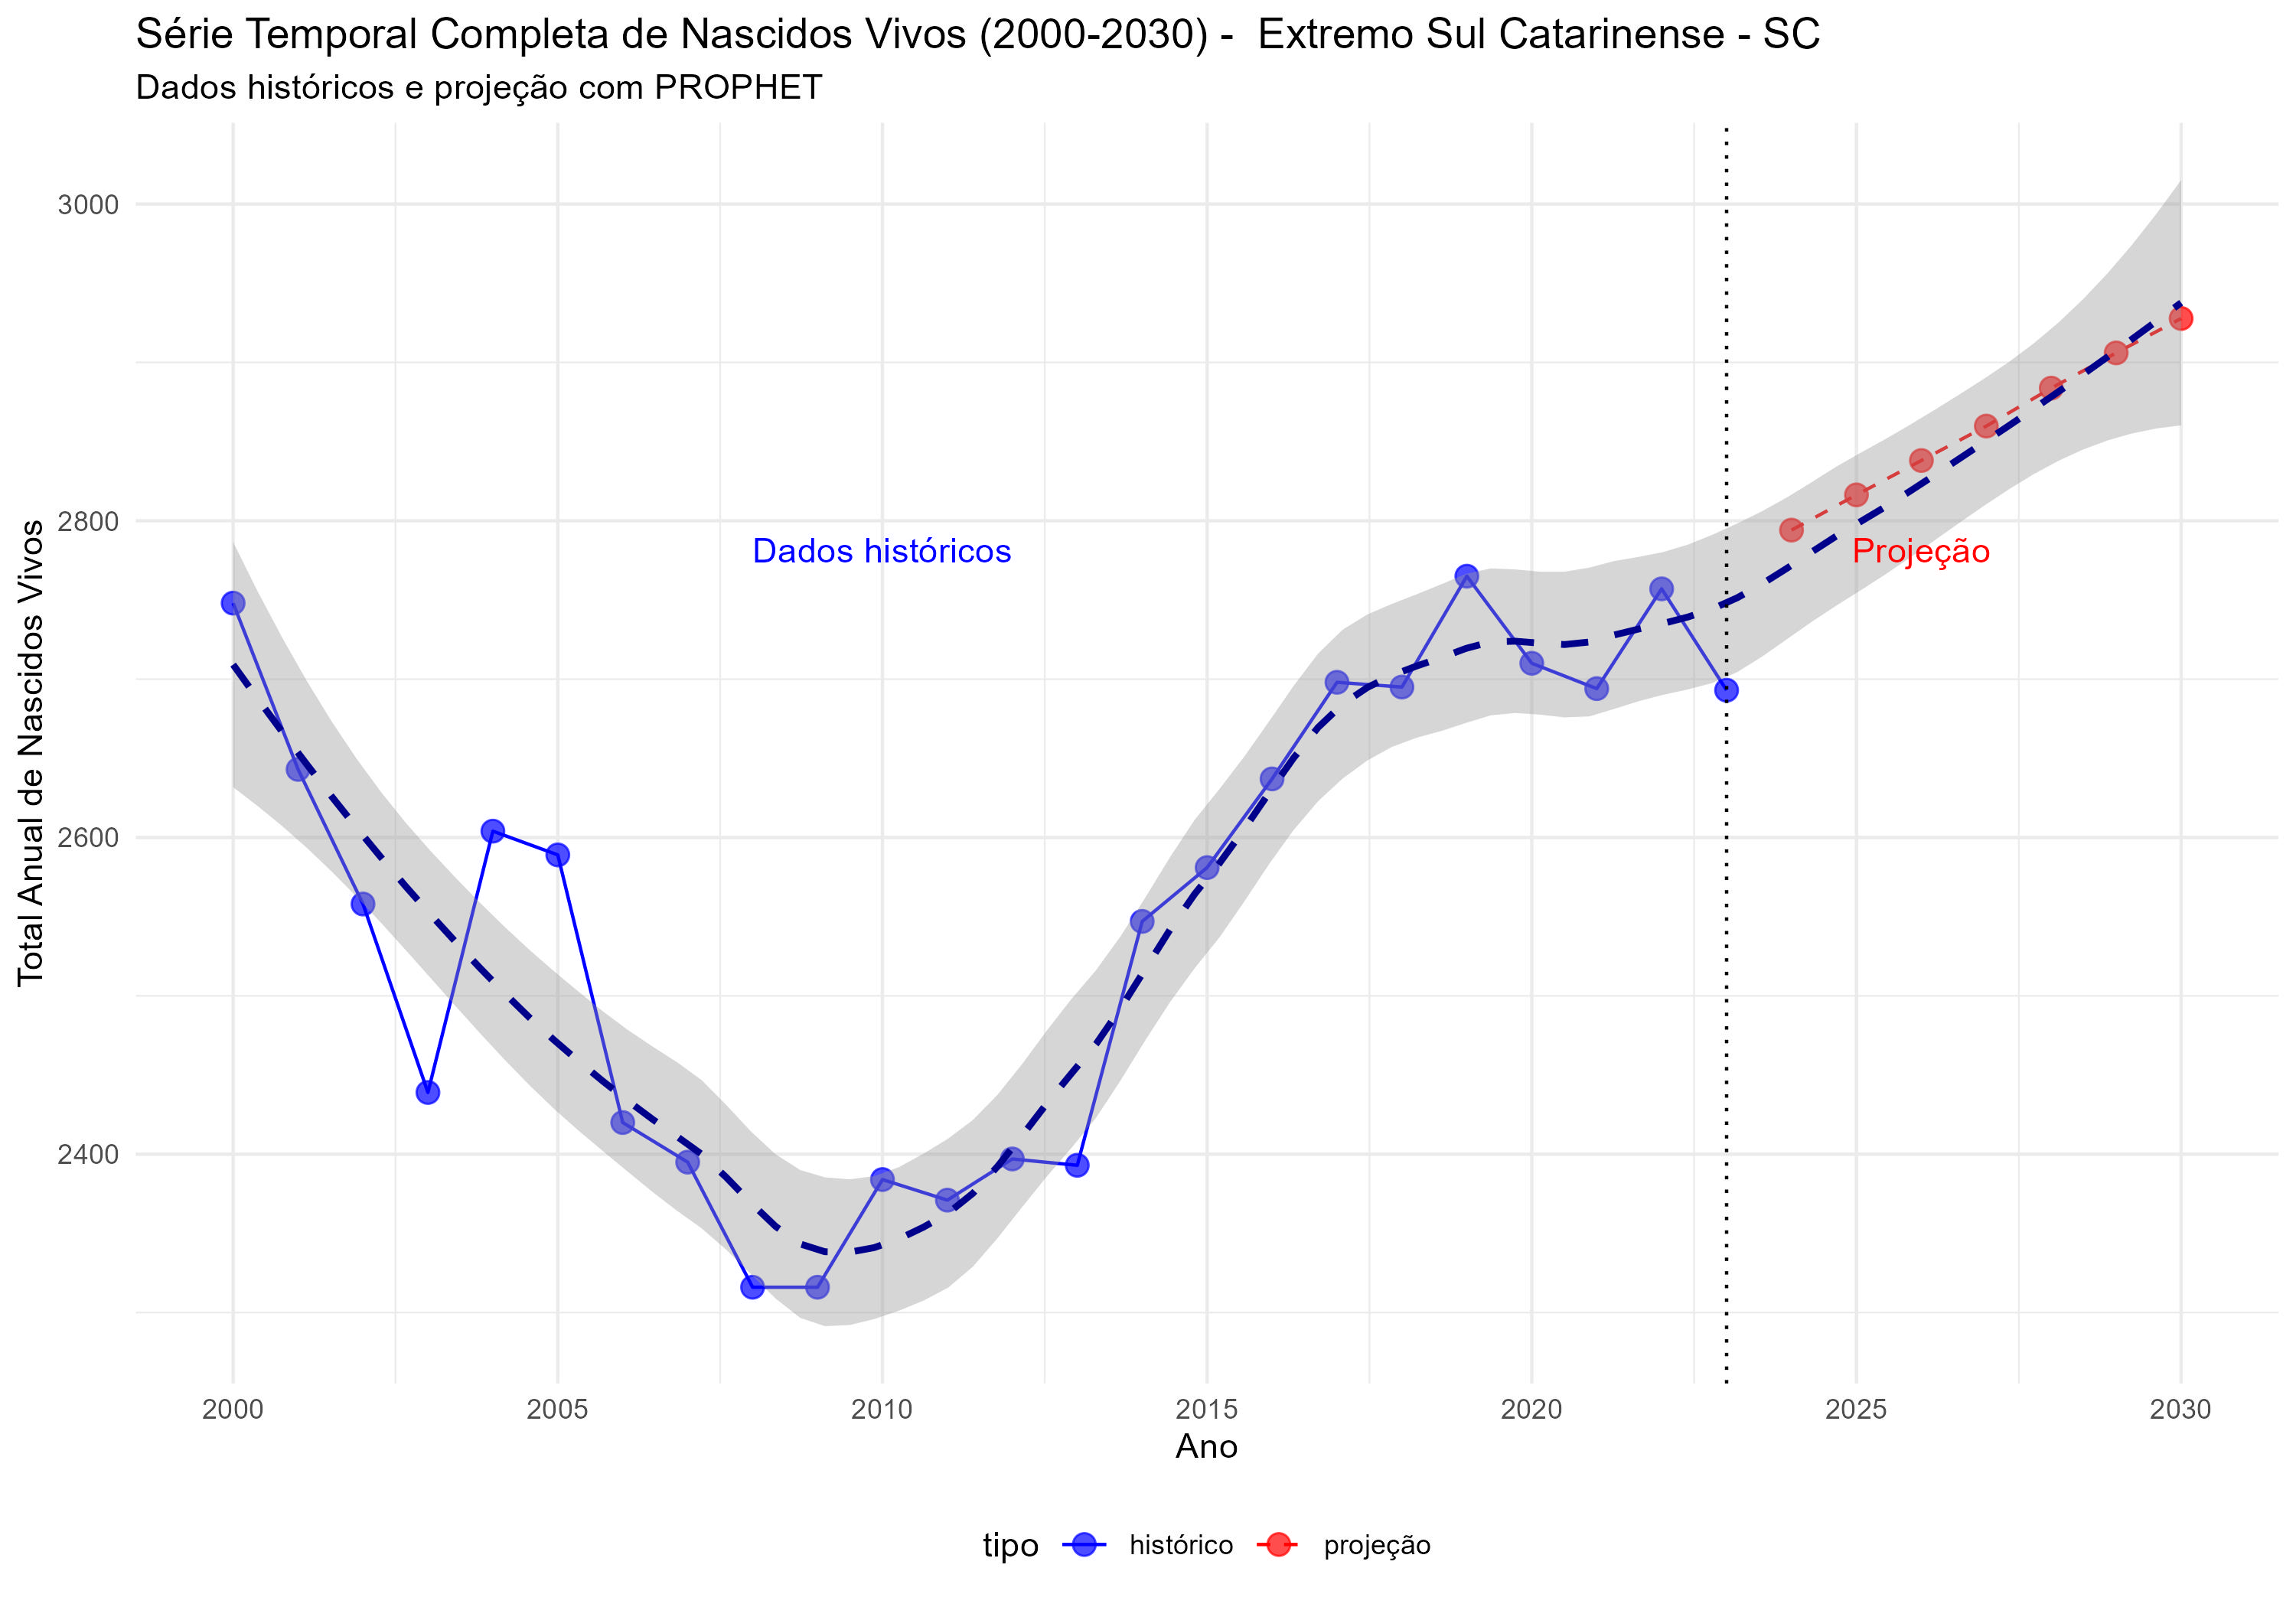 Série Temporal Completa de Nascidos Vivos (2000-2030) -  Extremo Sul Catarinense - SC
Dados históricos e projeção com PROPHET
Total Anual de Nascidos Vivos
3000
2800
2600
2400
Dados históricos
Projeção
2000 2005 2010 2015 2020 2025 2030
Ano
tipo histórico projeção